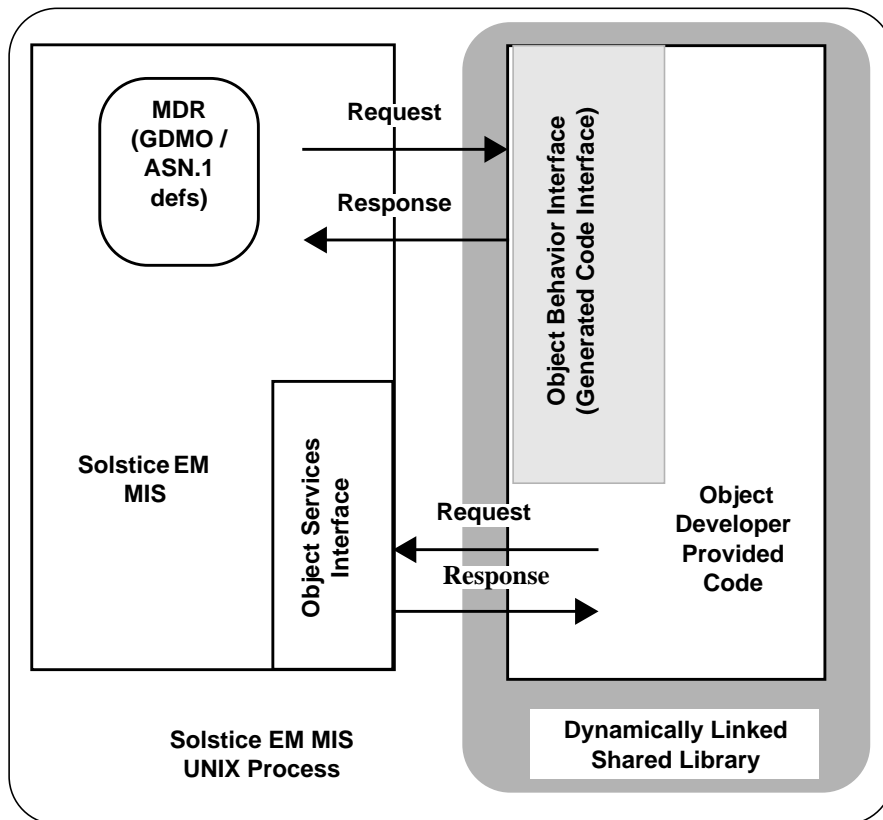 MDR
(GDMO /
ASN.1
defs)
Request
Response
Object Behavior Interface
(Generated Code Interface)
Solstice EM
MIS
Object Services
Interface
Request
Response
Object
Developer
Provided
Code
Solstice EM MIS
UNIX Process
Dynamically Linked
Shared Library